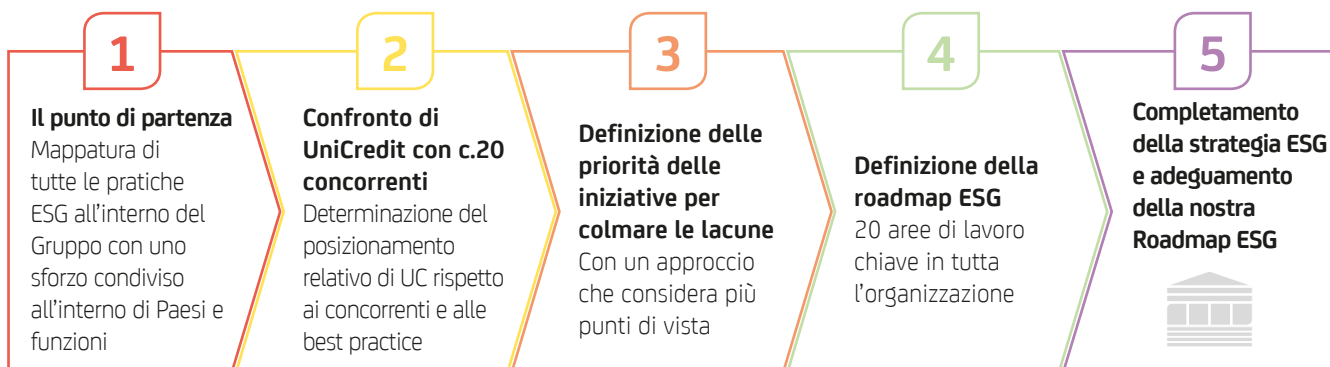 1
Il punto di partenza
Mappatura di
tutte le pratiche
ESG all'interno del
Gruppo con uno
sforzo condiviso
all'interno di Paesi e
funzioni
2
Confronto di
UniCredit con c.20
concorrenti
Determinazione del
posizionamento
relativo di UC rispetto
ai concorrenti e alle
best practice
3
Definizione delle
priorità delle
iniziative per
colmare le lacune
Con un approccio
che considera più
punti di vista
4
Definizione della
roadmap ESG
20 aree di lavoro
chiave in tutta
l'organizzazione
5
Completamento
della strategia ESG
e adeguamento
della nostra
Roadmap ESG